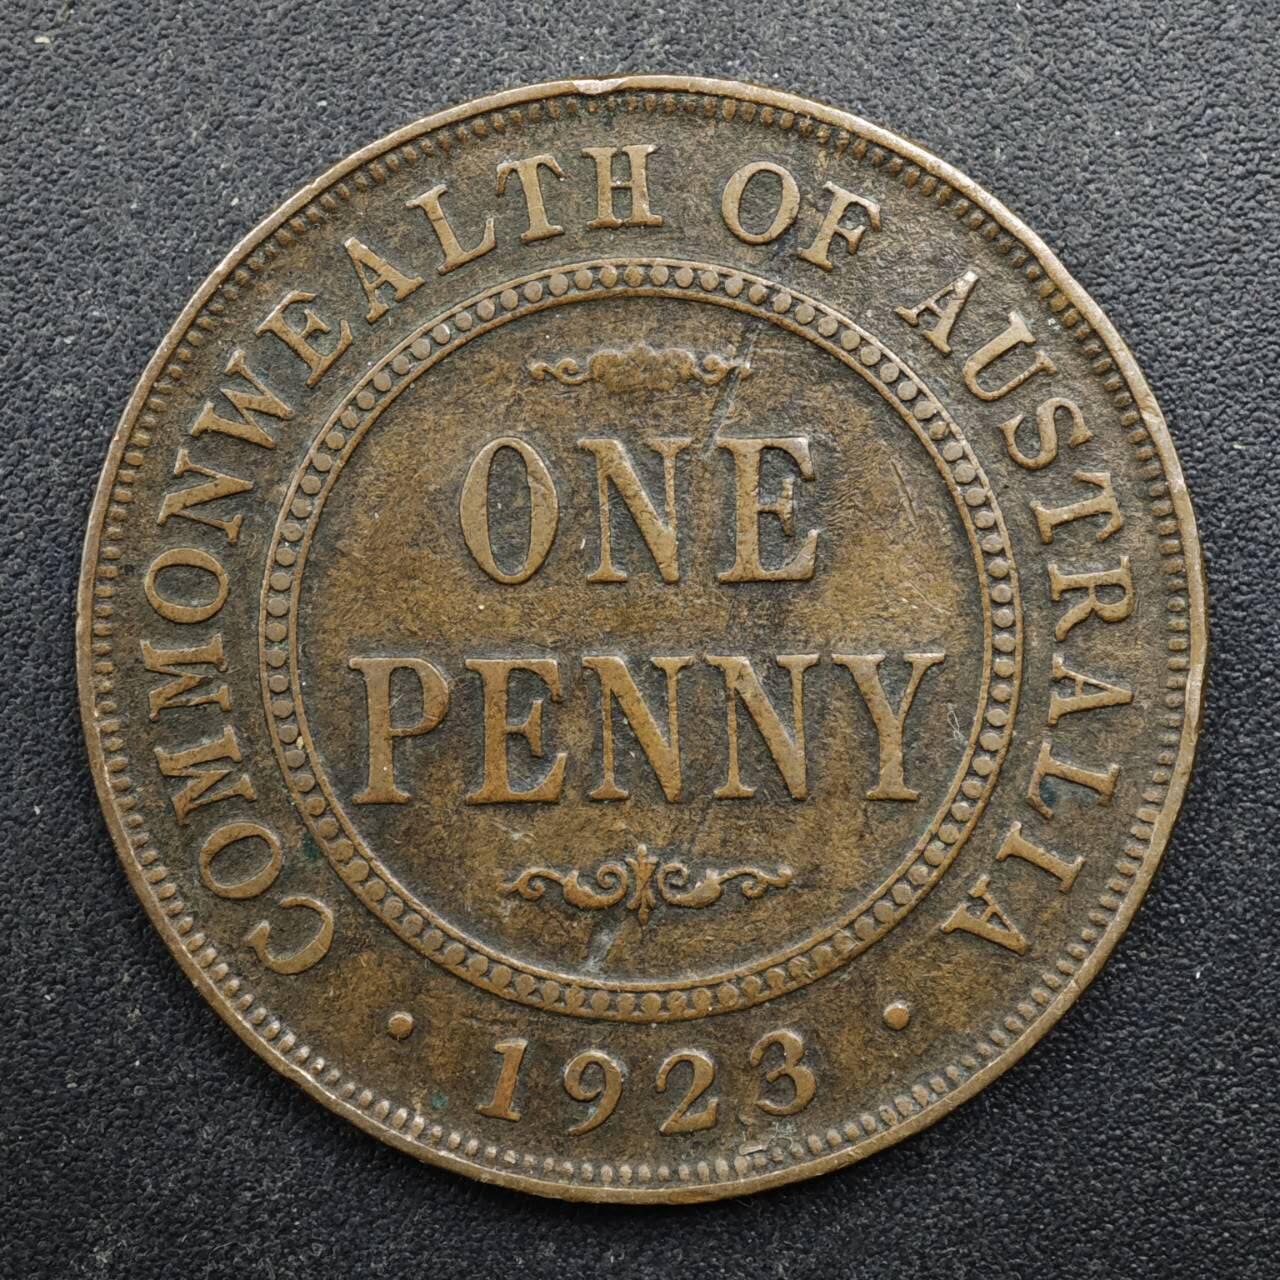 COMMONWEALTH OF AUSTRALIA
ONE
PENNY
· 1923 ·